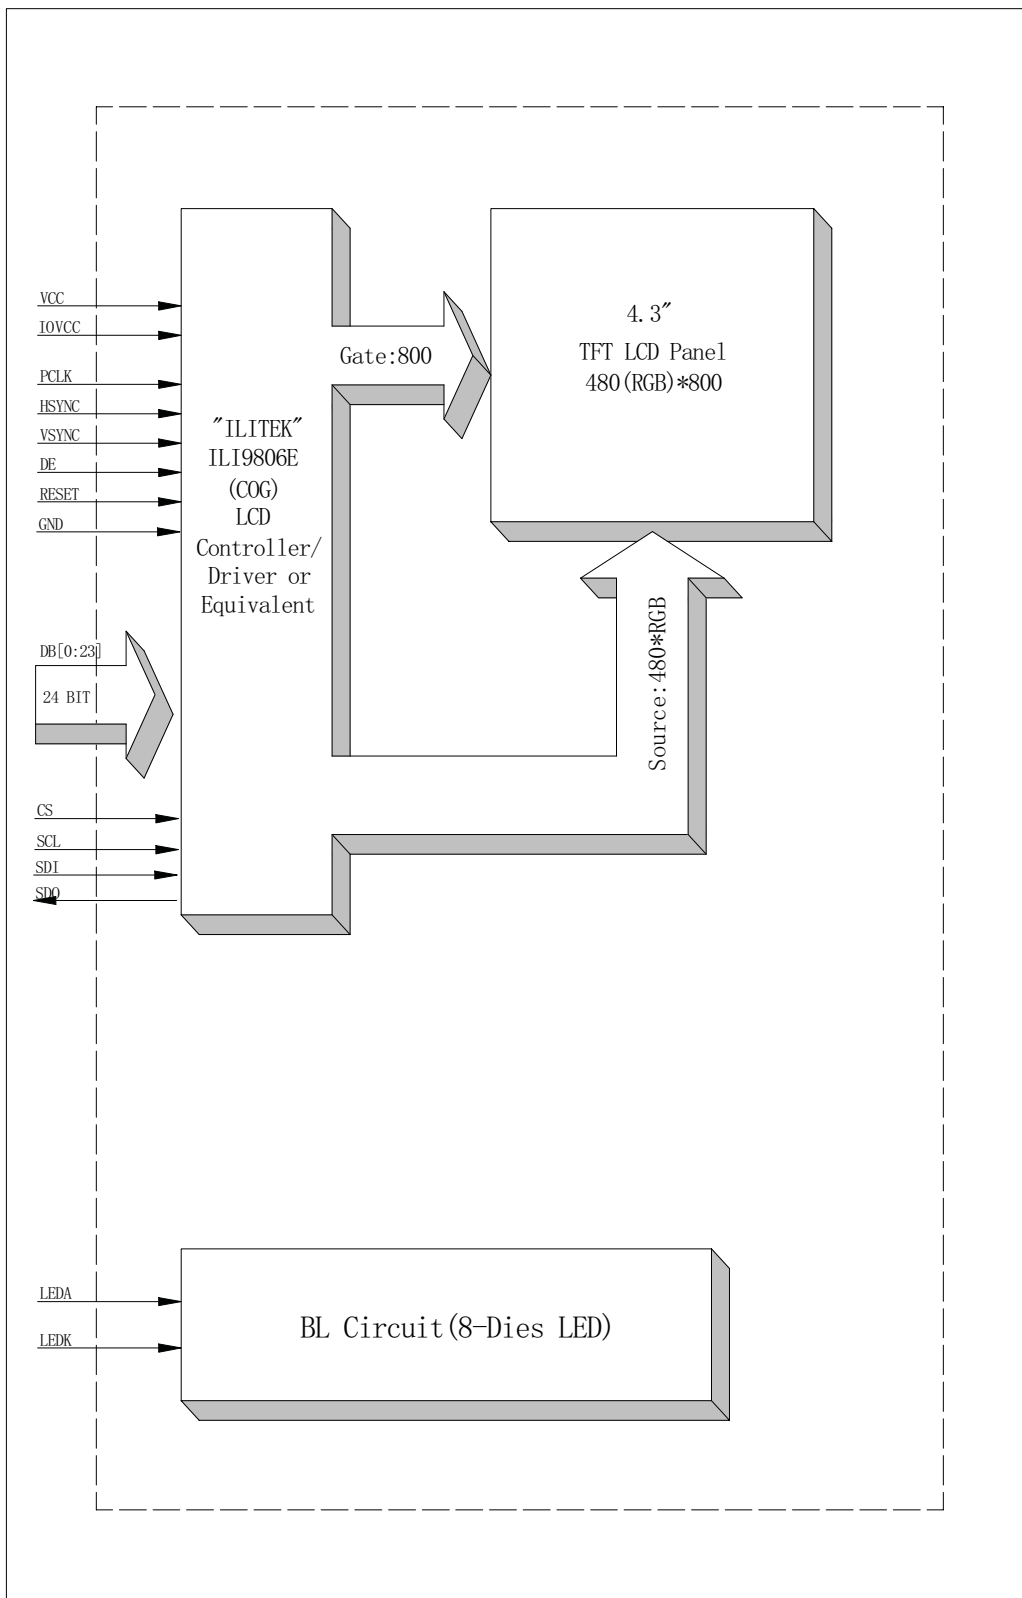 VCC
IOVCC
PCLK
HSYNC
VSYNC
DE
RESET
GND
DB[0:23]
24 BIT
CS
SCL
SDI
SDO
"ILITEK"
ILI9806E
(COG)
LCD
Controller/
Driver or
Equivalent
Gate:800
4.3"
TFT LCD Panel
480(RGB)*800
Source:480*RGB
LEDA
LEDK
BL Circuit(8-Dies LED)